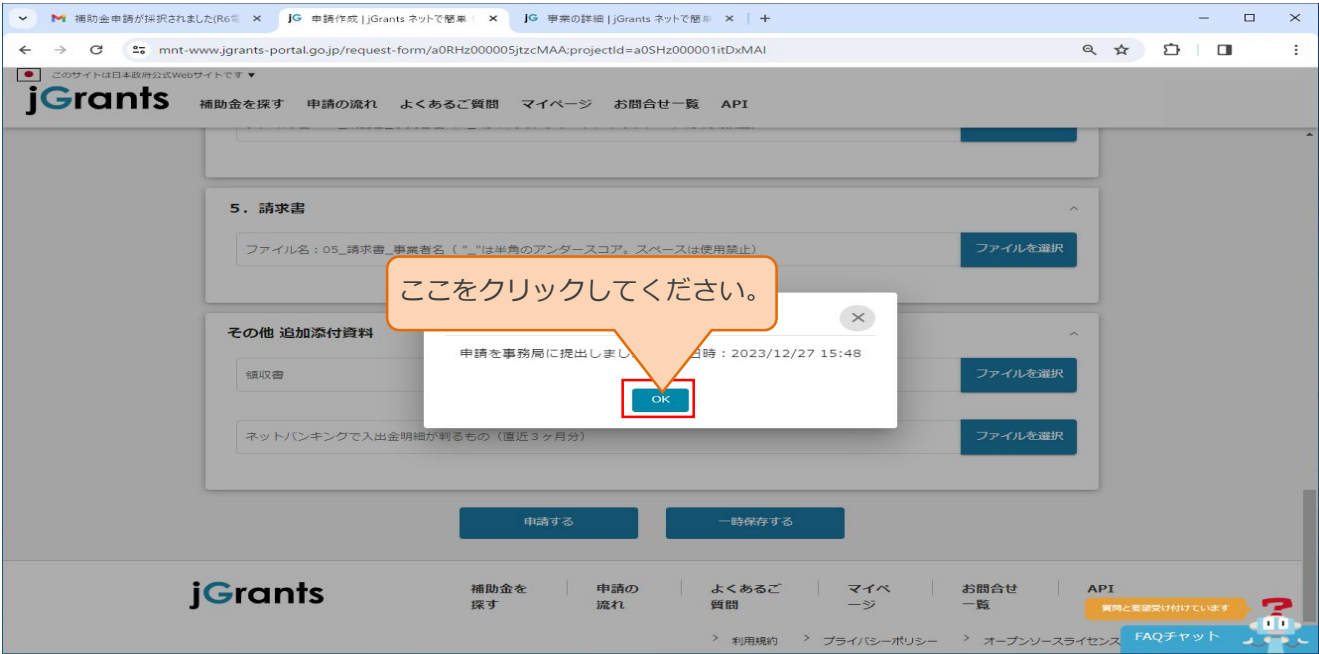 補助金申請が採択されました(R6
jG 申請作成 | jGrants ネットで簡単
jG 事業の詳細 | jGrants ネットで簡単
mnt-www.jgrants-portal.go.jp/request-form/a0RHz000005jtzcMAA;projectId=a0SHz000001itDxMAI
このサイトは日本政府公式Webサイトです ▼
jGrants 補助金を探す 申請の流れ よくあるご質問 マイページ お問合せ一覧 API
5. 請求書
ファイル名:05_請求書_事業者名( "_"は半角のアンダースコア。スペースは使用禁止)
ファイルを選択
ここをクリックしてください。
その他 追加添付資料
申請を事務局に提出しまし 日時:2023/12/27 15:48
領収書
ファイルを選択
OK
ネットバンキングで入出金明細が判るもの(直近3ヶ月分)
ファイルを選択
申請する
一時保存する
jGrants
補助金を探す
申請の流れ
よくあるご質問
マイページ
お問合せ一覧
API
質問と要望受け付けています
FAQチャット
> 利用規約 > プライバシーポリシー > オープンソースライセンス